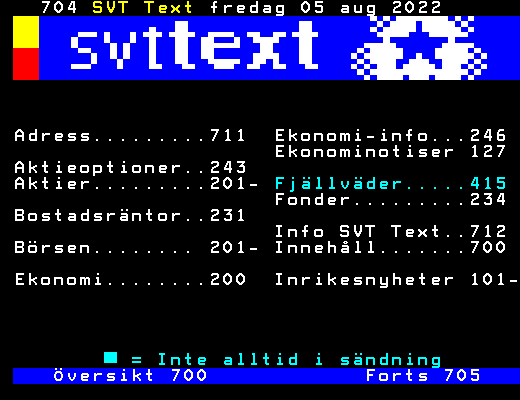 704 SVT Text fredag 05 aug 2022
svttext
Adress.........711 Ekonomi-info...246
Ekonominotiser 127
Aktieoptioner..243
Aktier.........201- Fjällväder.....415
Fonder.........234
Bostadsräntor..231
Info SVT Text..712
Börsen........ 201- Innehåll.......700
Ekonomi........200 Inrikesnyheter 101-
= Inte alltid i sändning
Översikt 700 Forts 705